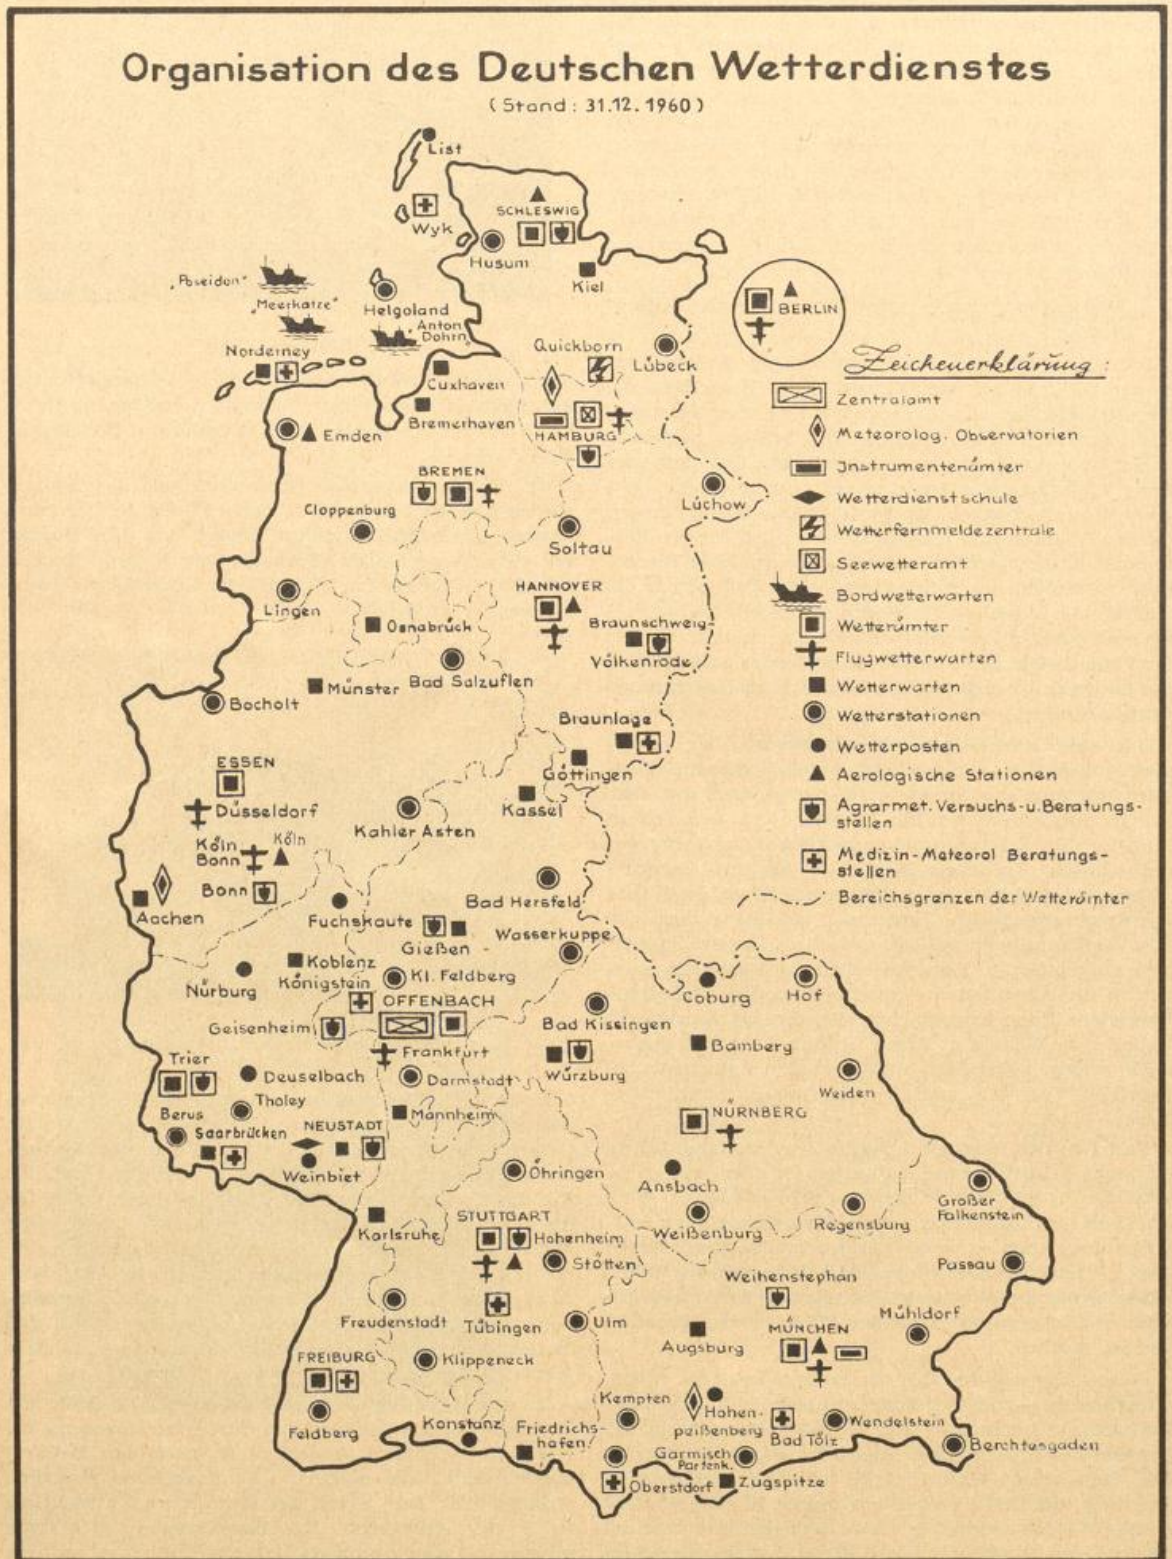 Organisation des Deutschen Wetterdienstes
(Stand: 31.12.1960)
List
Wyk
SCHLESWIG
Husum
Kiel
"Poseidon"
"Meerkatze"
Helgoland
Anton
Dohrn"
BERLIN
Norderney
Cuxhaven
Quickborn
Lübeck
Bremerhaven
HAMBURG
Emden
BREMEN
Cloppenburg
Soltau
Lüchow
Lingen
HANNOVER
Osnabrück
Braunschweig
Völkenrode
Münster
Bad Salzuflen
Bocholt
Braunlage
Göttingen
ESSEN
Düsseldorf
Kassel
Kahler Asten
Köln
Bonn
Köln
Bonn
Aachen
Bad Hersfeld
Fuchskaute
Gießen
Wasserkuppe
Nürburg
Koblenz
Königstein
Kl. Feldberg
OFFENBACH
Geisenheim
Frankfurt
Bad Kissingen
Coburg
Hof
Bamberg
Trier
Deuselbach
Darmstadt
Würzburg
Weiden
Berus
Tholey
Mannheim
NÜRNBERG
Saarbrücken
NEUSTADT
Weinbiet
Öhringen
Ansbach
Großer
Falkenstein
Karlsruhe
STUTTGART
Hohenheim
Weißenburg
Regensburg
Stötten
Passau
Weihenstephan
Freudenstadt
Tübingen
Ulm
Augsburg
MÜNCHEN
Mühldorf
FREIBURG
Klippeneck
Feldberg
Konstanz
Friedrichs-
hafen
Kempten
Hohen-
peißenberg
Bad Tölz
Wendelstein
Berchtesgaden
Garmisch
Partenk.
Oberstdorf
Zugspitze
Zeichenerklärung:
Zentralamt
Meteorolog. Observatorien
Instrumentenämter
Wetterdienstschule
Wetterfernmeldezentrale
Seewetteramt
Bordwetterwarten
Wetterämter
Flugwetterwarten
Wetterwarten
Wetterstationen
Wetterposten
Aerologische Stationen
Agrarmet. Versuchs-u. Beratungs-
stellen
Medizin-Meteorol Beratungs-
stellen
Bereichsgrenzen der Wetterämter